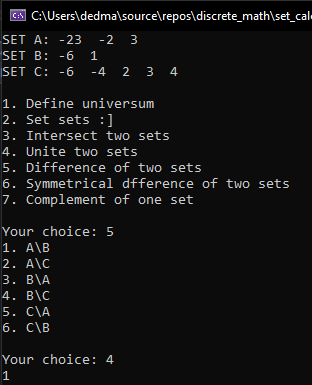 C:\Users\dedma\source\repos\discrete_math\set_calc
SET A: -23 -2 3
SET B: -6 1
SET C: -6 -4 2 3 4
1. Define universum
2. Set sets :]
3. Intersect two sets
4. Unite two sets
5. Difference of two sets
6. Symmetrical dfference of two sets
7. Complement of one set
Your choice: 5
1. A\B
2. A\C
3. B\A
4. B\C
5. C\A
6. C\B
Your choice: 4
1